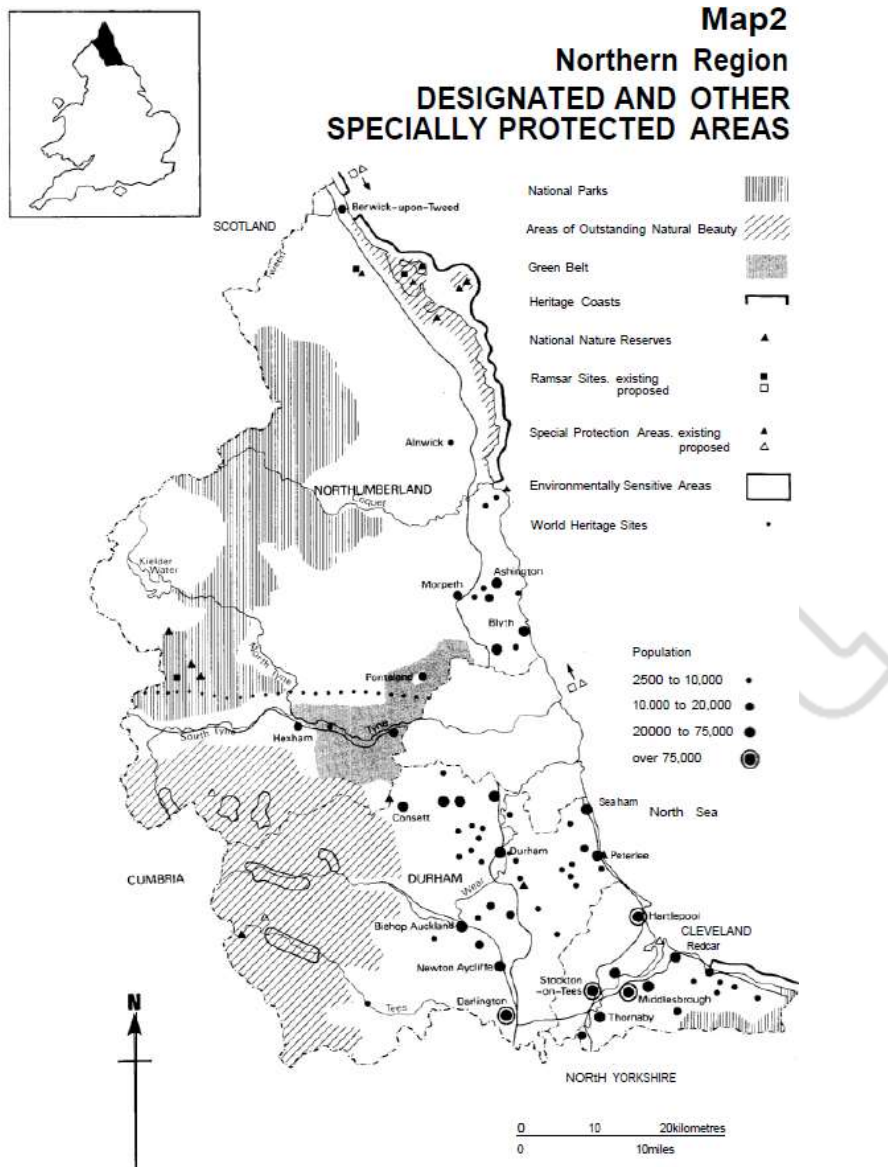 Map2
Northern Region
DESIGNATED AND OTHER
SPECIALLY PROTECTED AREAS
National Parks
Areas of Outstanding Natural Beauty
Green Belt
Heritage Coasts
National Nature Reserves
Ramsar Sites. existing
proposed
Special Protection Areas. existing
proposed
Environmentally Sensitive Areas
World Heritage Sites
Population
2500 to 10,000
10.000 to 20,000
20000 to 75,000
over 75,000
SCOTLAND
Berwick-upon-Tweed
Tweed
Alnwick
NORTHUMBERLAND
Coquet
Kielder
Water
Morpeth
Ashington
Blyth
North Tyne
Ponteland
South Tyne
Hexham
Tyne
Consett
Seaham
North Sea
Durham
Peterlee
CUMBRIA
DURHAM
Wear
Hartlepool
Bishop Auckland
CLEVELAND
Redcar
Newton Aycliffe
Stockton
-on-Tees
Middlesbrough
Tees
Darlington
Thornaby
N
NORTH YORKSHIRE
0 10 20kilometres
0 10miles